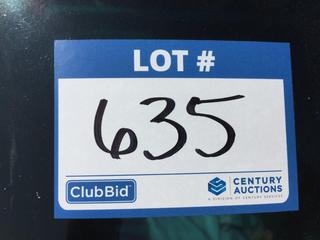 LOT #
635
ClubBid
CENTURY
AUCTIONS
A DIVISION OF CENTURY SERVICES